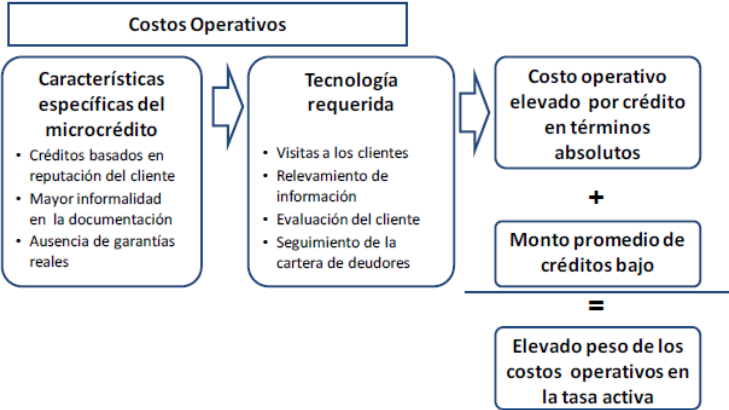 Costos Operativos
Características
específicas del
microcrédito
• Créditos basados en
reputación del cliente
• Mayor informalidad
en la documentación
• Ausencia de garantías
reales
Tecnología
requerida
• Visitas a los clientes
• Relevamiento de
información
• Evaluación del cliente
• Seguimiento de la
cartera de deudores
Costo operativo
elevado por crédito
en términos
absolutos
+
Monto promedio de
créditos bajo
=
Elevado peso de los
costos operativos en
la tasa activa